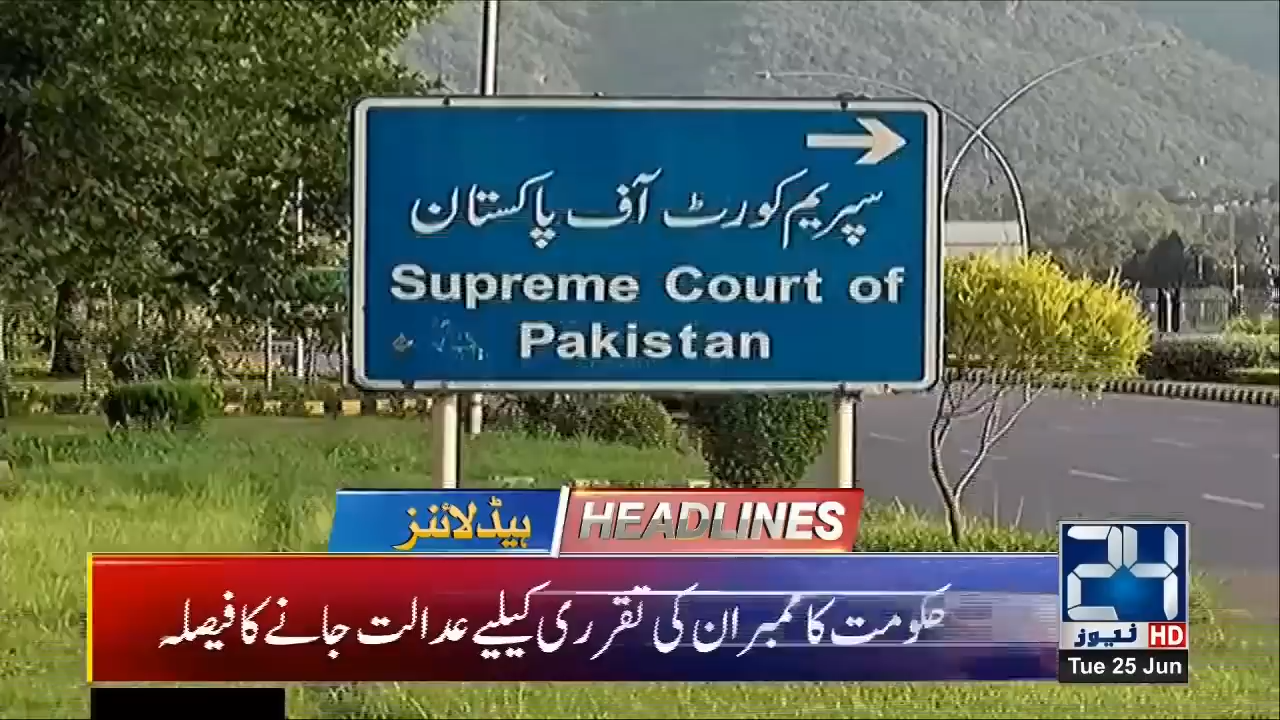 سپریم کورٹ آف پاکستان
Supreme Court of
Pakistan
ہیڈلائنز HEADLINES
حکومت کا ممبران کی تقرری کیلیے عدالت جانے کا فیصلہ
24
نیوز HD
Tue 25 Jun